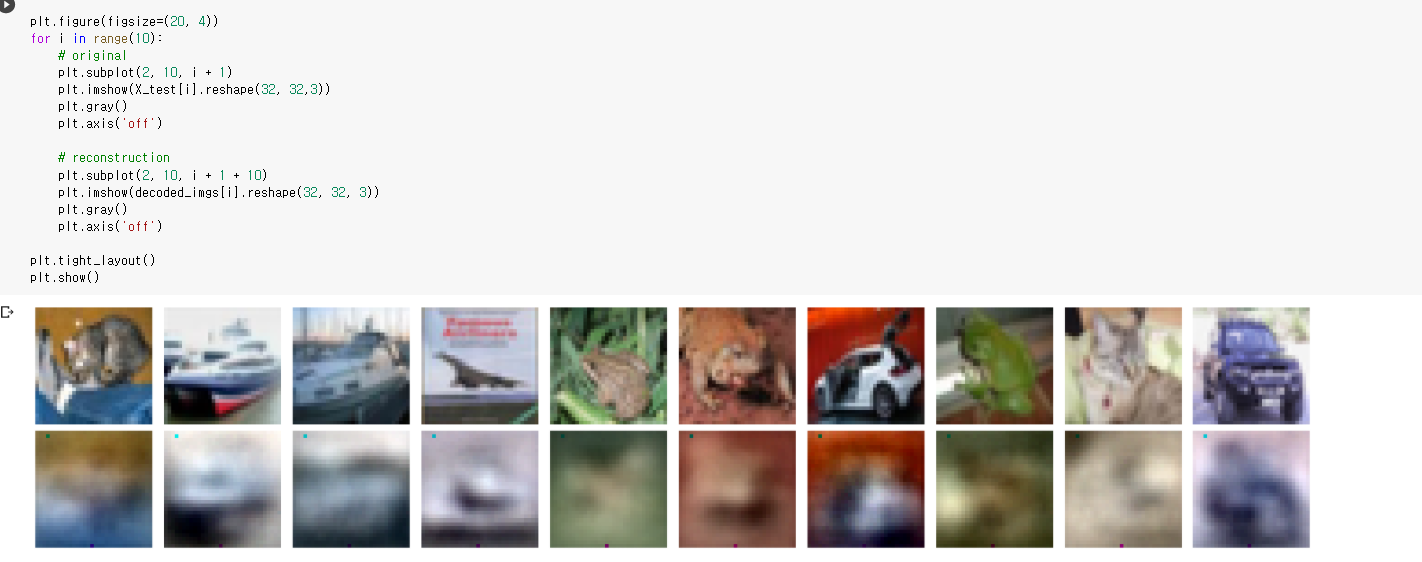 plt.figure(figsize=(20, 4))
for i in range(10):
    # original
    plt.subplot(2, 10, i + 1)
    plt.imshow(X_test[i].reshape(32, 32,3))
    plt.gray()
    plt.axis('off')

    # reconstruction
    plt.subplot(2, 10, i + 1 + 10)
    plt.imshow(decoded_imgs[i].reshape(32, 32, 3))
    plt.gray()
    plt.axis('off')

plt.tight_layout()
plt.show()